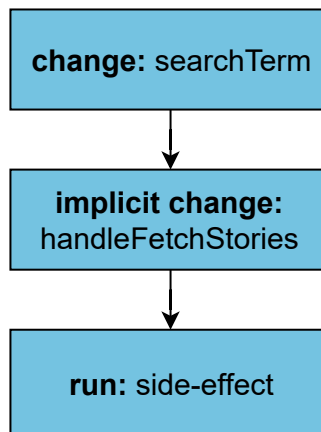 change: searchTerm
implicit change:
handleFetchStories
run: side-effect